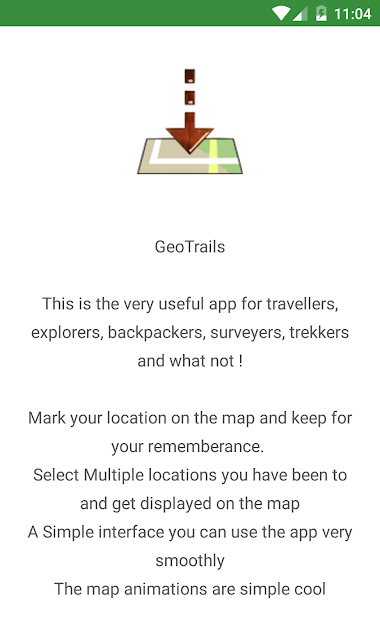 11:04
GeoTrails
This is the very useful app for travellers,
explorers, backpackers, surveyers, trekkers
and what not !
Mark your location on the map and keep for
your rememberance.
Select Multiple locations you have been to
and get displayed on the map
A Simple interface you can use the app very
smoothly
The map animations are simple cool